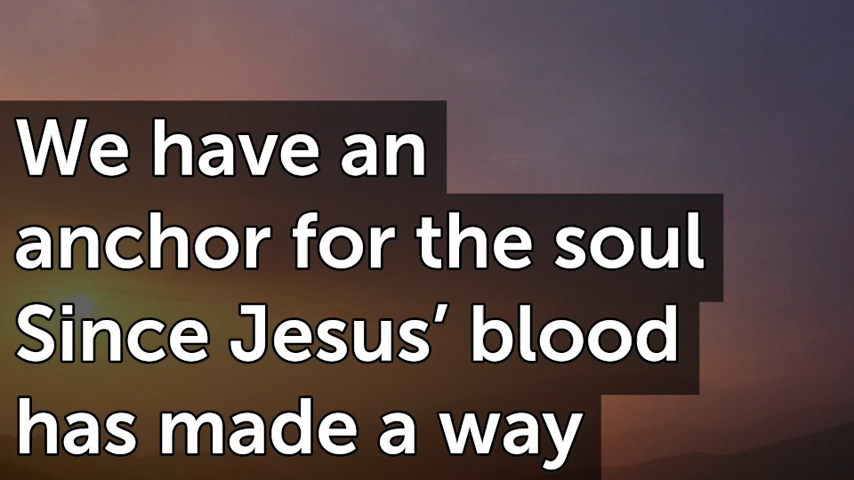 We have an
anchor for the soul
Since Jesus’ blood
has made a way